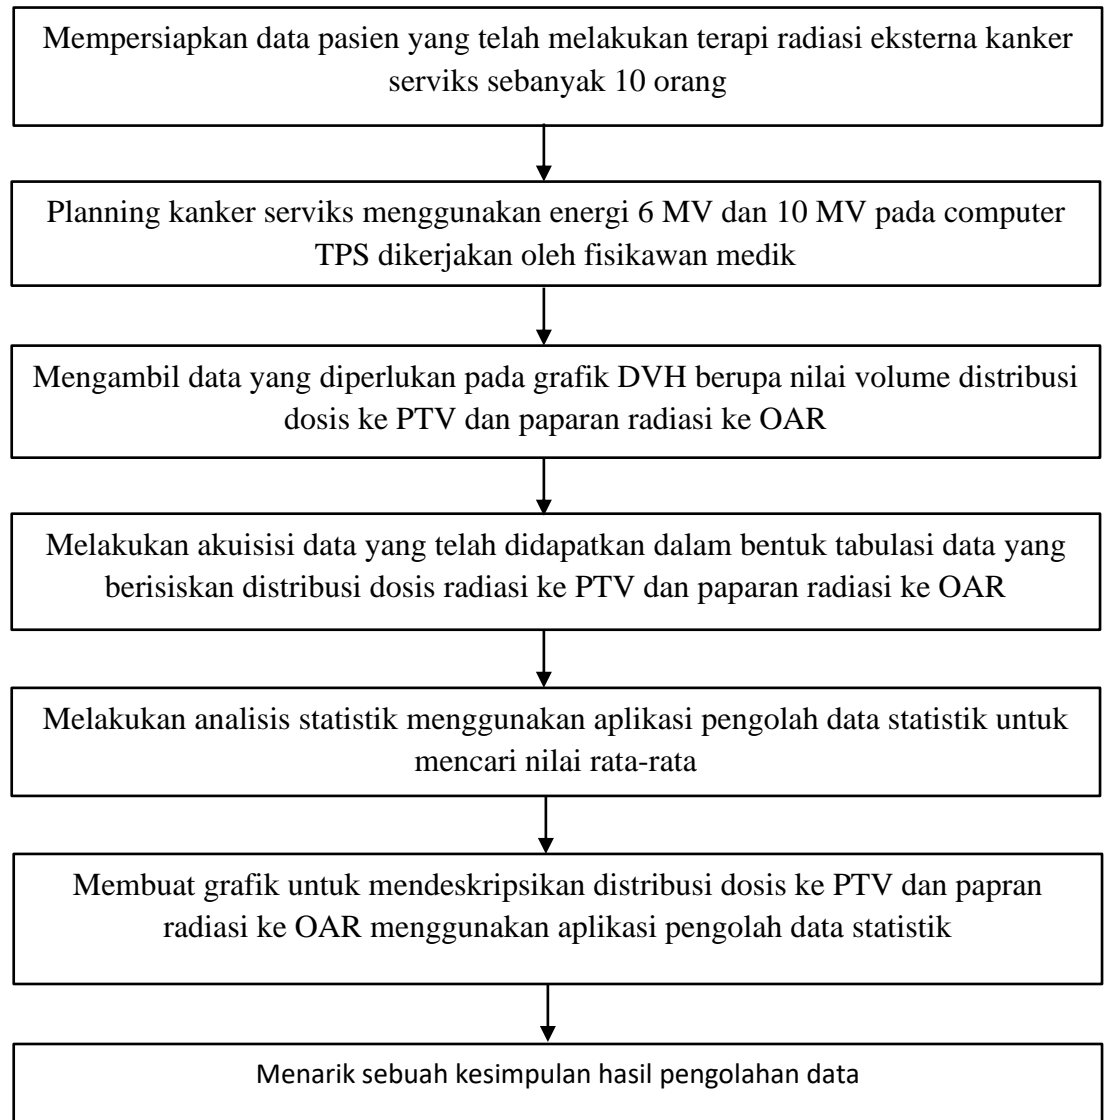 Mempersiapkan data pasien yang telah melakukan terapi radiasi eksterna kanker
serviks sebanyak 10 orang
Planning kanker serviks menggunakan energi 6 MV dan 10 MV pada computer
TPS dikerjakan oleh fisikawan medik
Mengambil data yang diperlukan pada grafik DVH berupa nilai volume distribusi
dosis ke PTV dan paparan radiasi ke OAR
Melakukan akuisisi data yang telah didapatkan dalam bentuk tabulasi data yang
berisiskan distribusi dosis radiasi ke PTV dan paparan radiasi ke OAR
Melakukan analisis statistik menggunakan aplikasi pengolah data statistik untuk
mencari nilai rata-rata
Membuat grafik untuk mendeskripsikan distribusi dosis ke PTV dan papran
radiasi ke OAR menggunakan aplikasi pengolah data statistik
Menarik sebuah kesimpulan hasil pengolahan data